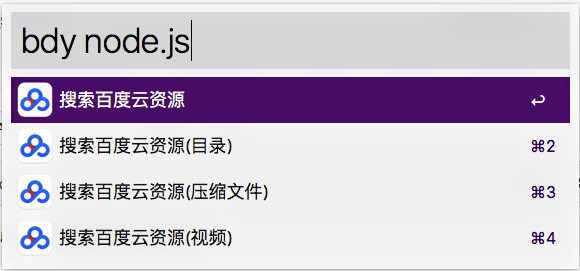 bdy node.js
搜索百度云资源 ↩
搜索百度云资源(目录) ⌘2
搜索百度云资源(压缩文件) ⌘3
搜索百度云资源(视频) ⌘4